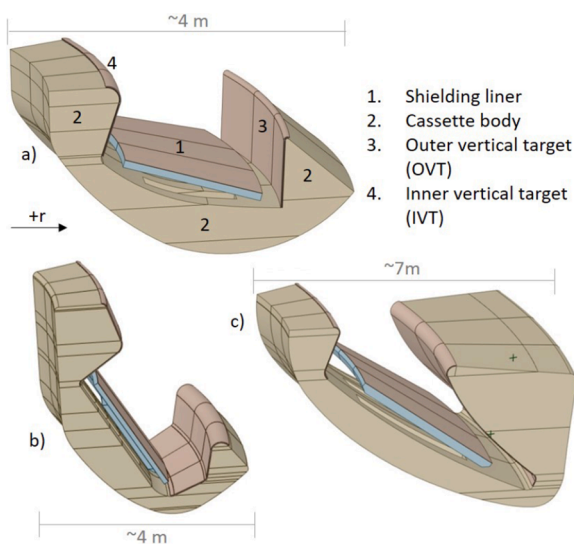 ~4 m
4
2
1
3
2
2
a)
+r
1. Shielding liner
2. Cassette body
3. Outer vertical target
(OVT)
4. Inner vertical target
(IVT)
~7m
c)
b)
~4 m